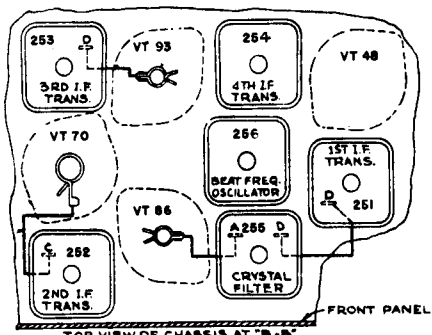 253 D
3RD I.F.
TRANS.
VT 93
254
4TH I.F
TRANS.
VT 48
VT 70
256
BEAT FREQ.
OSCILLATOR
1ST I.F.
TRANS.
D
251
VT 86
C
252
2ND I.F.
TRANS.
A 255 D
CRYSTAL
FILTER
FRONT PANEL
TOP VIEW OF CHASSIS AT "B-B"